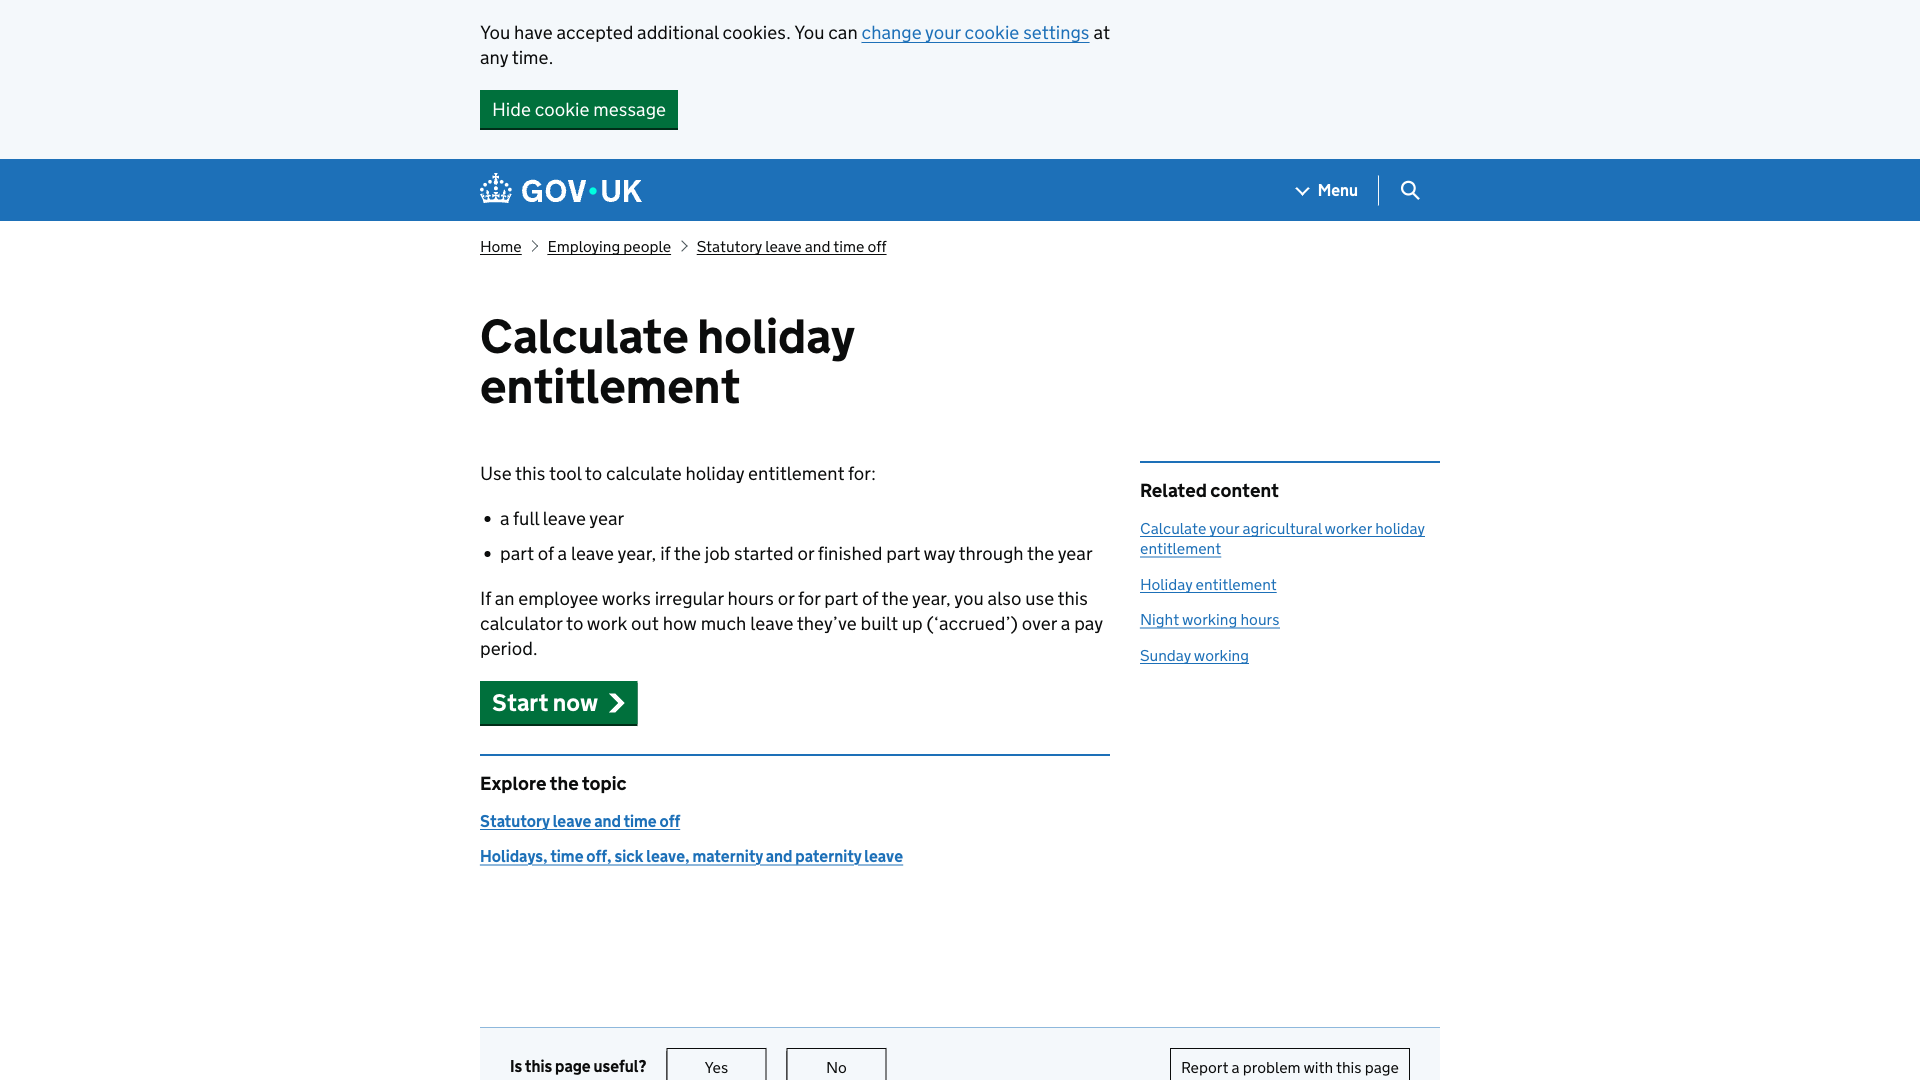 You have accepted additional cookies. You can change your cookie settings at
any time.
Hide cookie message
GOV·UK
Menu
Home
Employing people
Statutory leave and time off
Calculate holiday
entitlement
Use this tool to calculate holiday entitlement for:
• a full leave year
• part of a leave year, if the job started or finished part way through the year
If an employee works irregular hours or for part of the year, you also use this
calculator to work out how much leave they’ve built up (‘accrued’) over a pay
period.
Start now
Related content
Calculate your agricultural worker holiday
entitlement
Holiday entitlement
Night working hours
Sunday working
Explore the topic
Statutory leave and time off
Holidays, time off, sick leave, maternity and paternity leave
Is this page useful?
Yes
No
Report a problem with this page